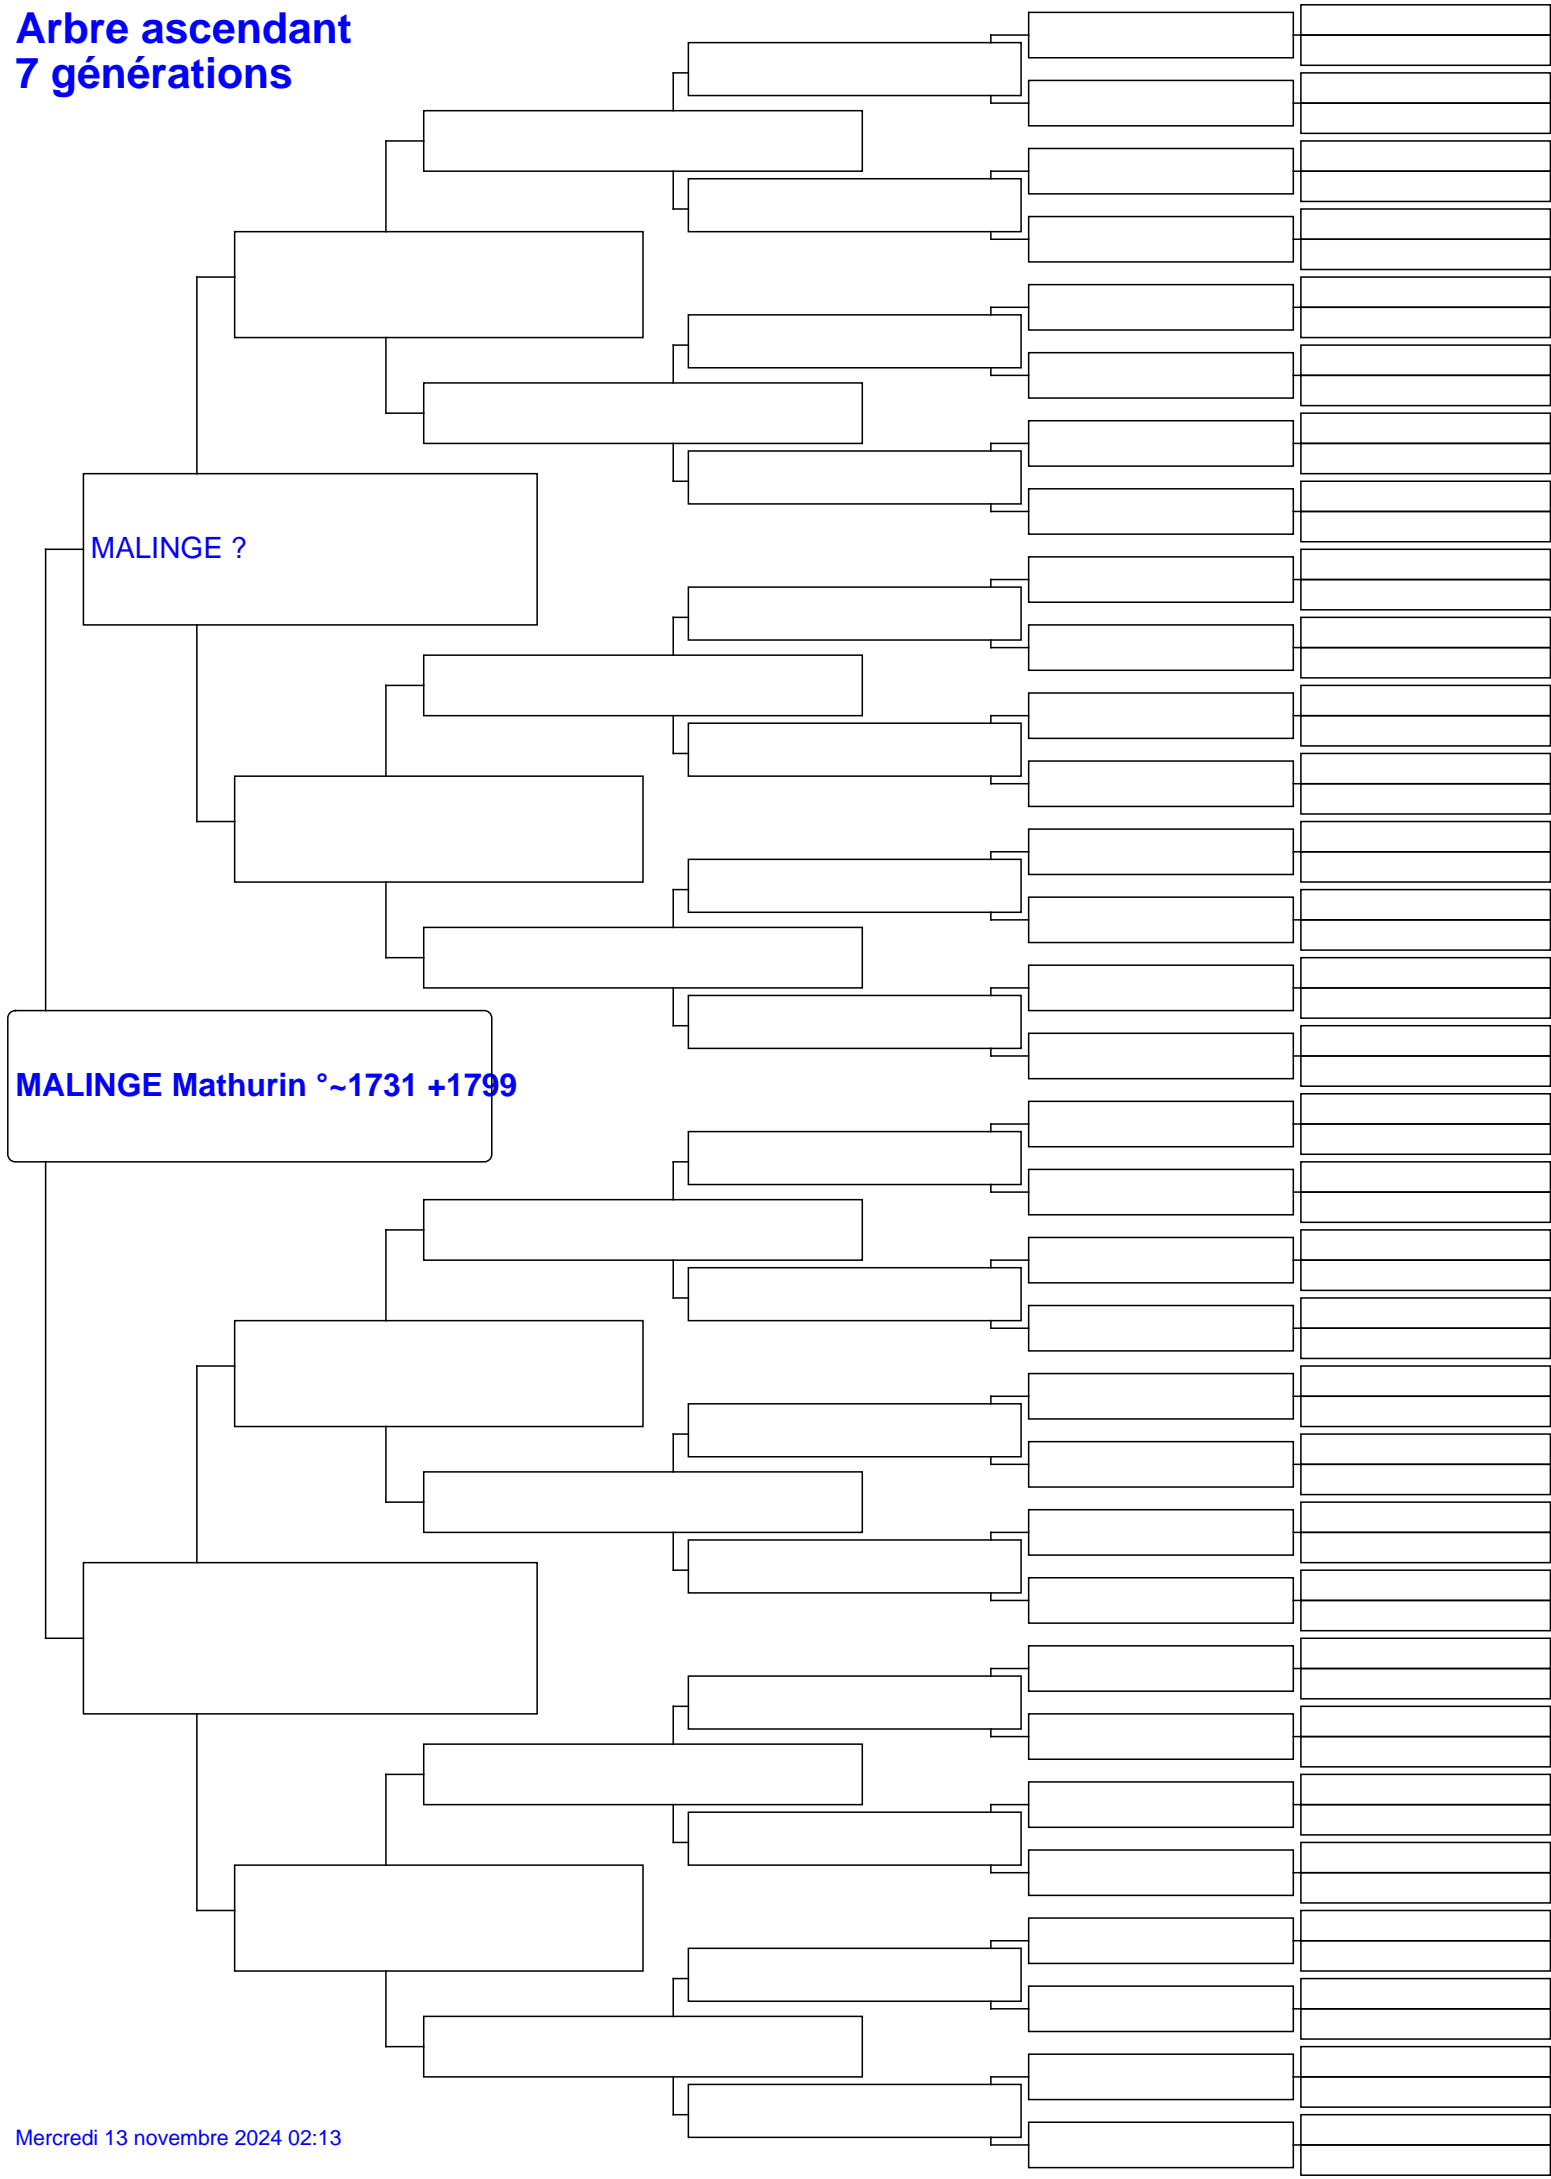 Arbre ascendant
7 générations
MALINGE ?
MALINGE Mathurin °~1731 +1799
Mercredi 13 novembre 2024 02:13